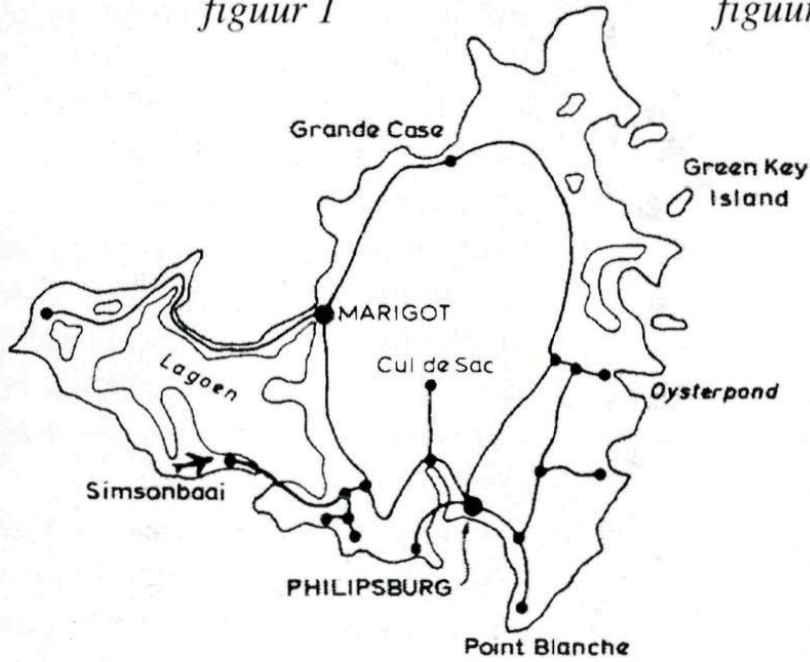 figuur 1
figuur
Grande Case
Green Key
Island
MARIGOT
Cul de Sac
Lagoen
Oysterpond
Simsonbaai
PHILIPSBURG
Point Blanche